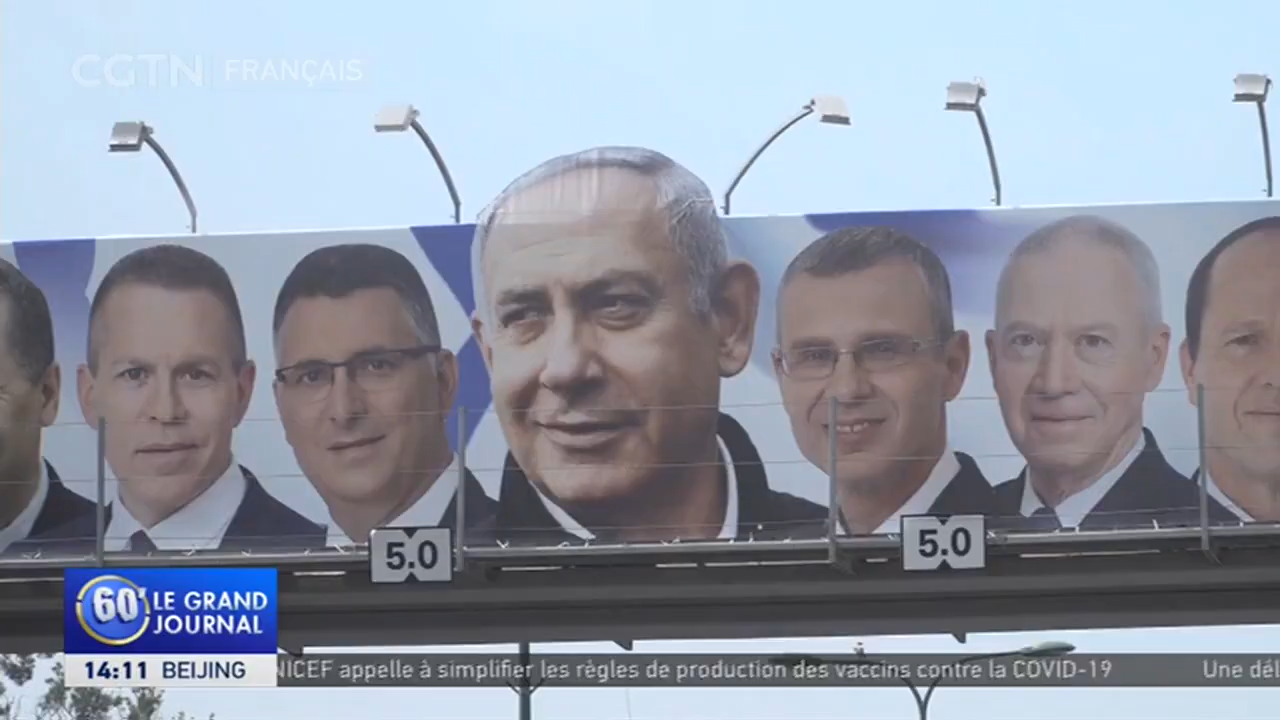 CGTN FRANÇAIS
5.0
5.0
60'
LE GRAND
JOURNAL
14:11 BEIJING
NICEF appelle à simplifier les règles de production des vaccins contre la COVID-19 Une dél